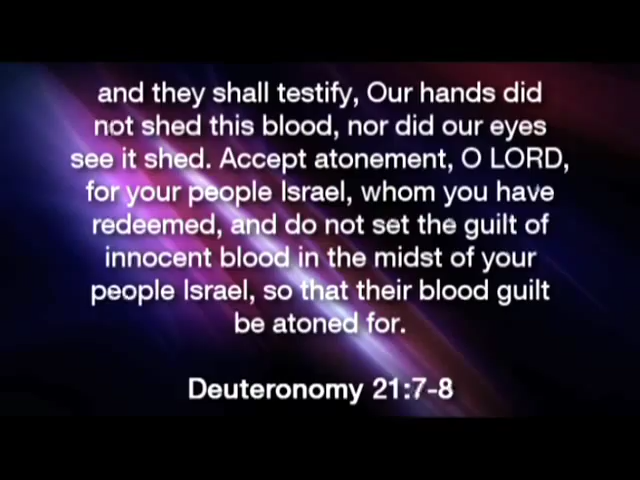 and they shall testify, Our hands did
not shed this blood, nor did our eyes
see it shed. Accept atonement, O LORD,
for your people Israel, whom you have
redeemed, and do not set the guilt of
innocent blood in the midst of your
people Israel, so that their blood guilt
be atoned for.
Deuteronomy 21:7-8